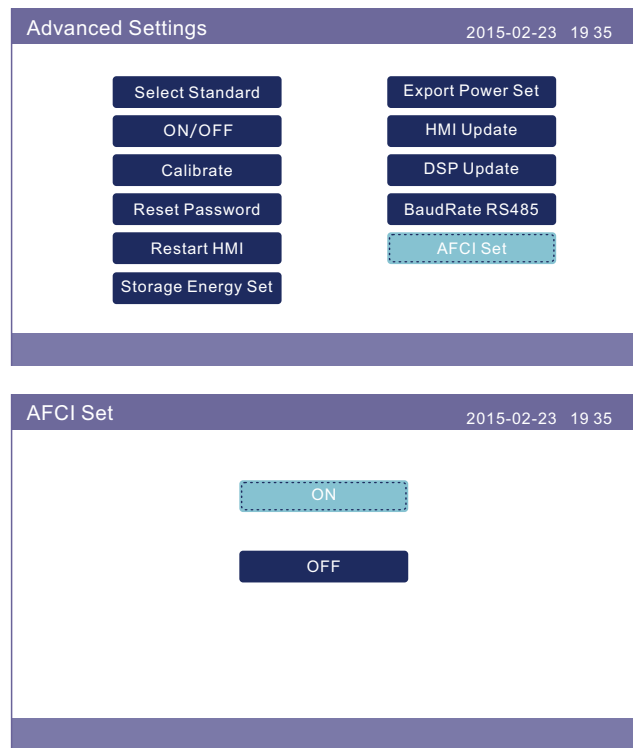 Advanced Settings 2015-02-23 19 35
Select Standard Export Power Set
ON/OFF HMI Update
Calibrate DSP Update
Reset Password BaudRate RS485
Restart HMI AFCI Set
Storage Energy Set
AFCI Set 2015-02-23 19 35
ON
OFF